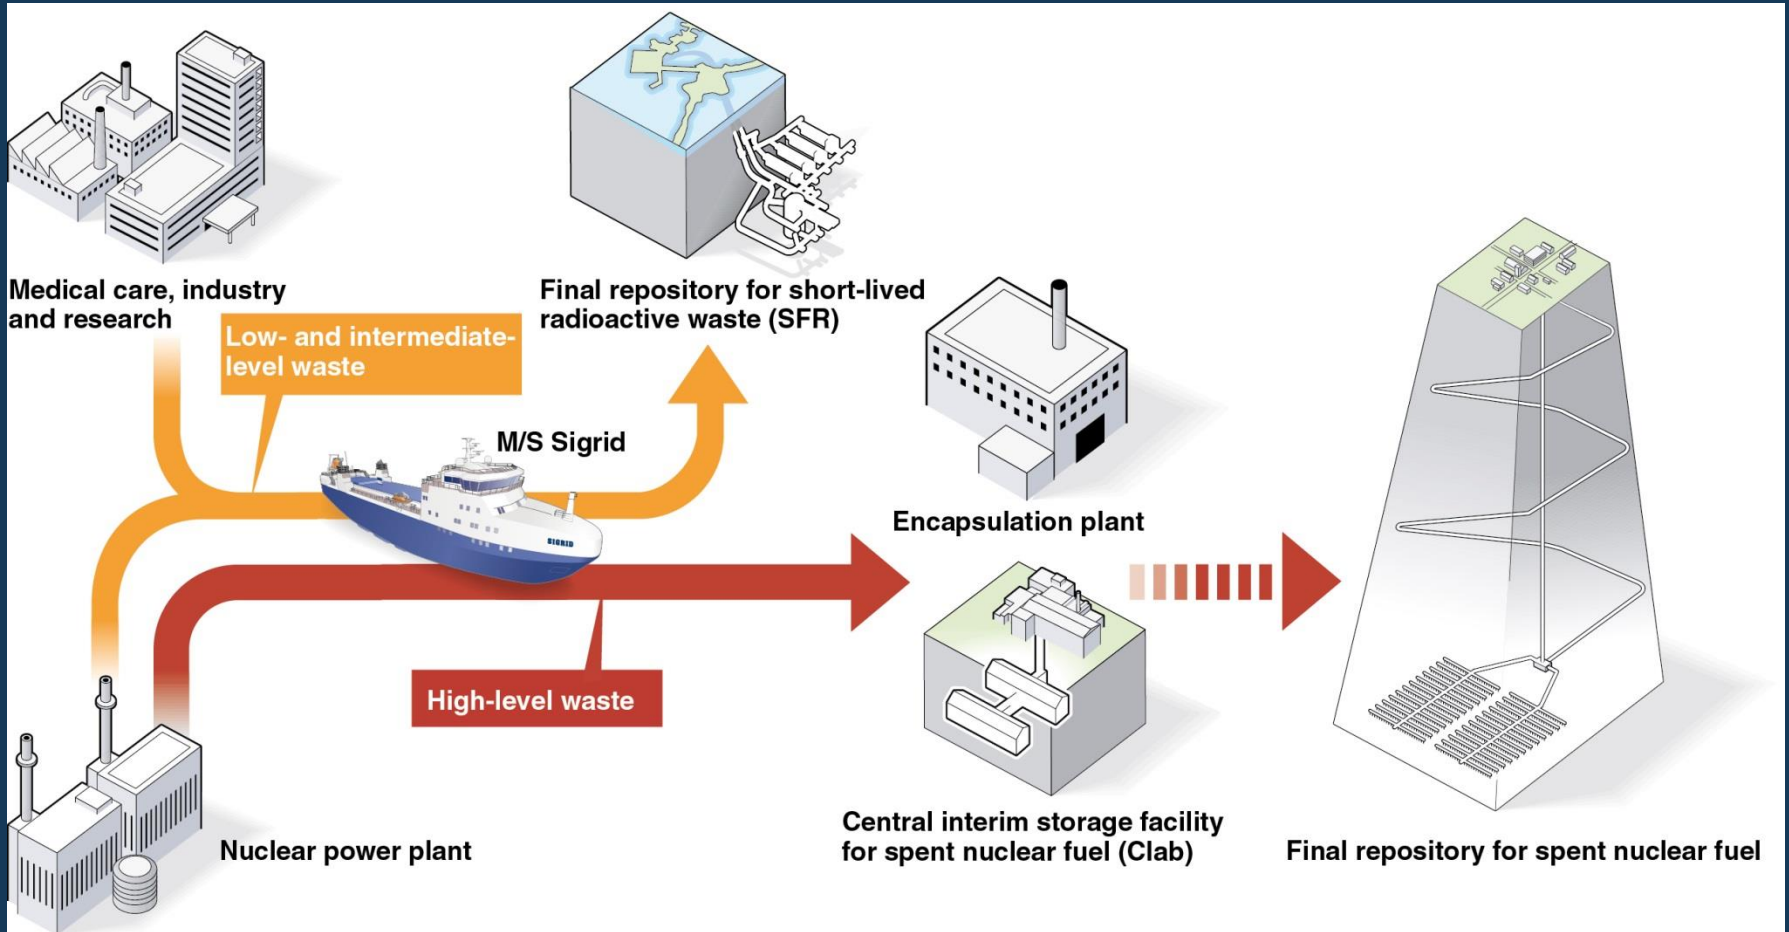 Medical care, industry
and research
Final repository for short-lived
radioactive waste (SFR)
Low- and intermediate-
level waste
M/S Sigrid
SIGRID
Encapsulation plant
High-level waste
Nuclear power plant
Central interim storage facility
for spent nuclear fuel (Clab)
Final repository for spent nuclear fuel